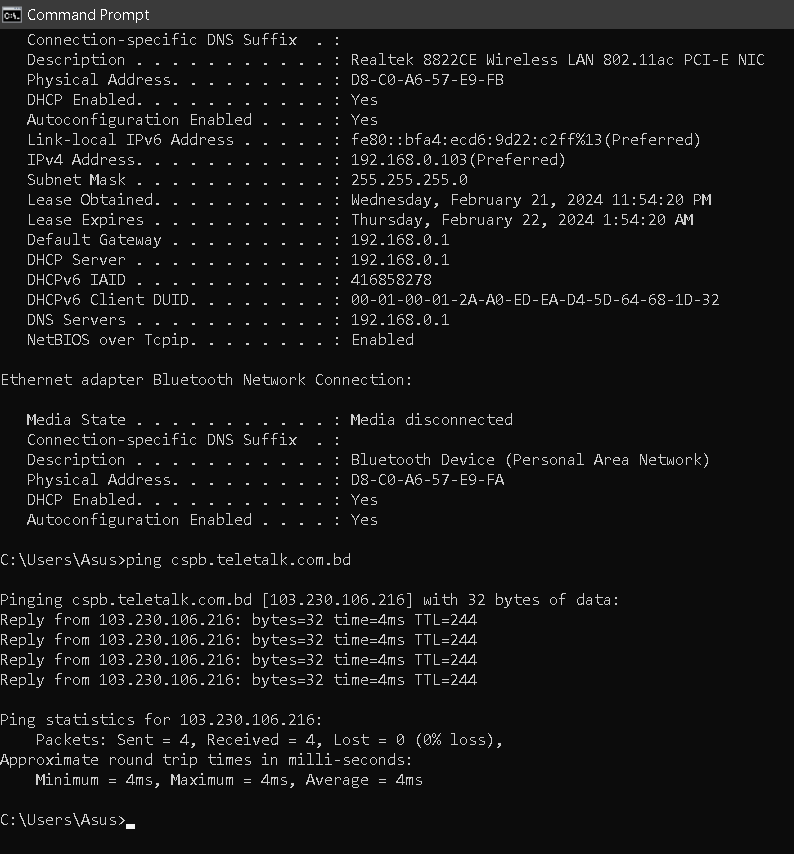 Command Prompt
Connection-specific DNS Suffix  . :
Description . . . . . . . . . . . : Realtek 8822CE Wireless LAN 802.11ac PCI-E NIC
Physical Address. . . . . . . . . : D8-C0-A6-57-E9-FB
DHCP Enabled. . . . . . . . . . . : Yes
Autoconfiguration Enabled . . . . : Yes
Link-local IPv6 Address . . . . . : fe80::bfa4:ecd6:9d22:c2ff%13(Preferred)
IPv4 Address. . . . . . . . . . . : 192.168.0.103(Preferred)
Subnet Mask . . . . . . . . . . . : 255.255.255.0
Lease Obtained. . . . . . . . . . : Wednesday, February 21, 2024 11:54:20 PM
Lease Expires . . . . . . . . . . : Thursday, February 22, 2024 1:54:20 AM
Default Gateway . . . . . . . . . : 192.168.0.1
DHCP Server . . . . . . . . . . . : 192.168.0.1
DHCPv6 IAID . . . . . . . . . . . : 416858278
DHCPv6 Client DUID. . . . . . . . : 00-01-00-01-2A-A0-ED-EA-D4-5D-64-68-1D-32
DNS Servers . . . . . . . . . . . : 192.168.0.1
NetBIOS over Tcpip. . . . . . . . : Enabled
Ethernet adapter Bluetooth Network Connection:
Media State . . . . . . . . . . . : Media disconnected
Connection-specific DNS Suffix  . :
Description . . . . . . . . . . . : Bluetooth Device (Personal Area Network)
Physical Address. . . . . . . . . : D8-C0-A6-57-E9-FA
DHCP Enabled. . . . . . . . . . . : Yes
Autoconfiguration Enabled . . . . : Yes
C:\Users\Asus>ping cspb.teletalk.com.bd
Pinging cspb.teletalk.com.bd [103.230.106.216] with 32 bytes of data:
Reply from 103.230.106.216: bytes=32 time=4ms TTL=244
Reply from 103.230.106.216: bytes=32 time=4ms TTL=244
Reply from 103.230.106.216: bytes=32 time=4ms TTL=244
Reply from 103.230.106.216: bytes=32 time=4ms TTL=244
Ping statistics for 103.230.106.216:
Packets: Sent = 4, Received = 4, Lost = 0 (0% loss),
Approximate round trip times in milli-seconds:
Minimum = 4ms, Maximum = 4ms, Average = 4ms
C:\Users\Asus>